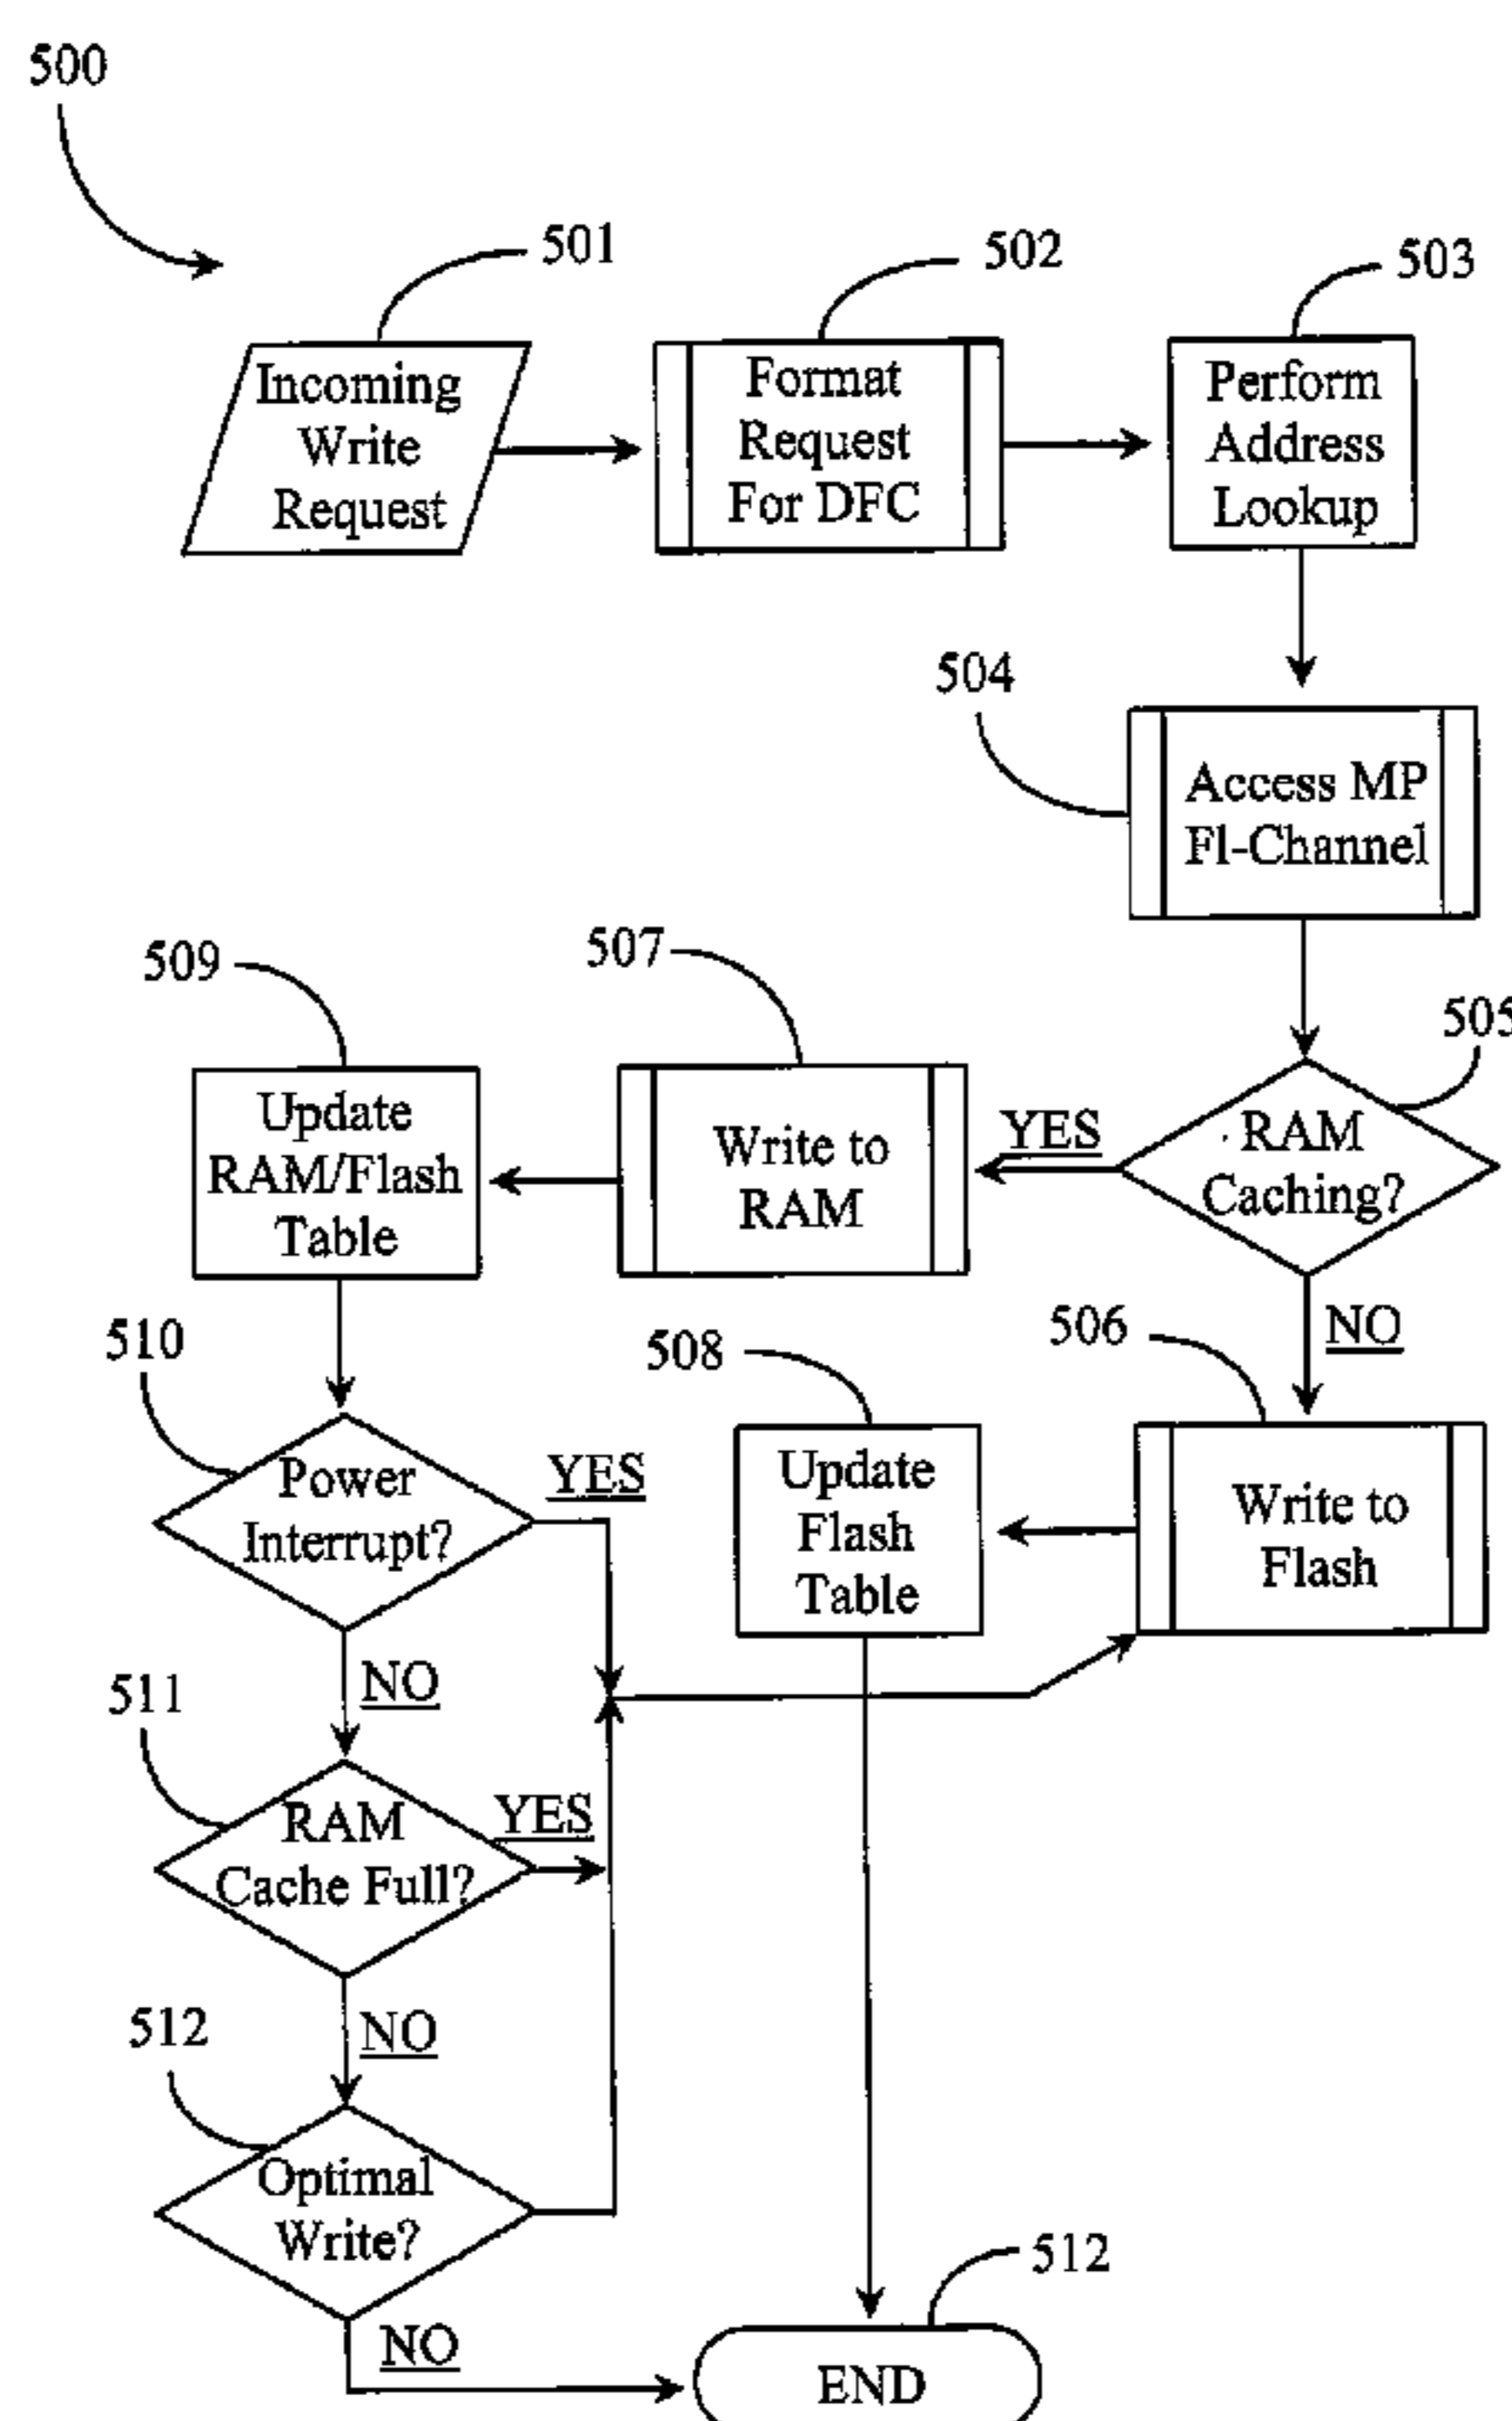 500
501
502
503
Incoming
Write
Request
Format
Request
For DFC
Perform
Address
Lookup
504
Access MP
Fl-Channel
509
507
505
Update
RAM/Flash
Table
Write to
RAM
YES
RAM
Caching?
NO
510
508
506
Power
Interrupt?
YES
Update
Flash
Table
Write to
Flash
NO
511
RAM
Cache Full?
YES
NO
512
Optimal
Write?
NO
512
END